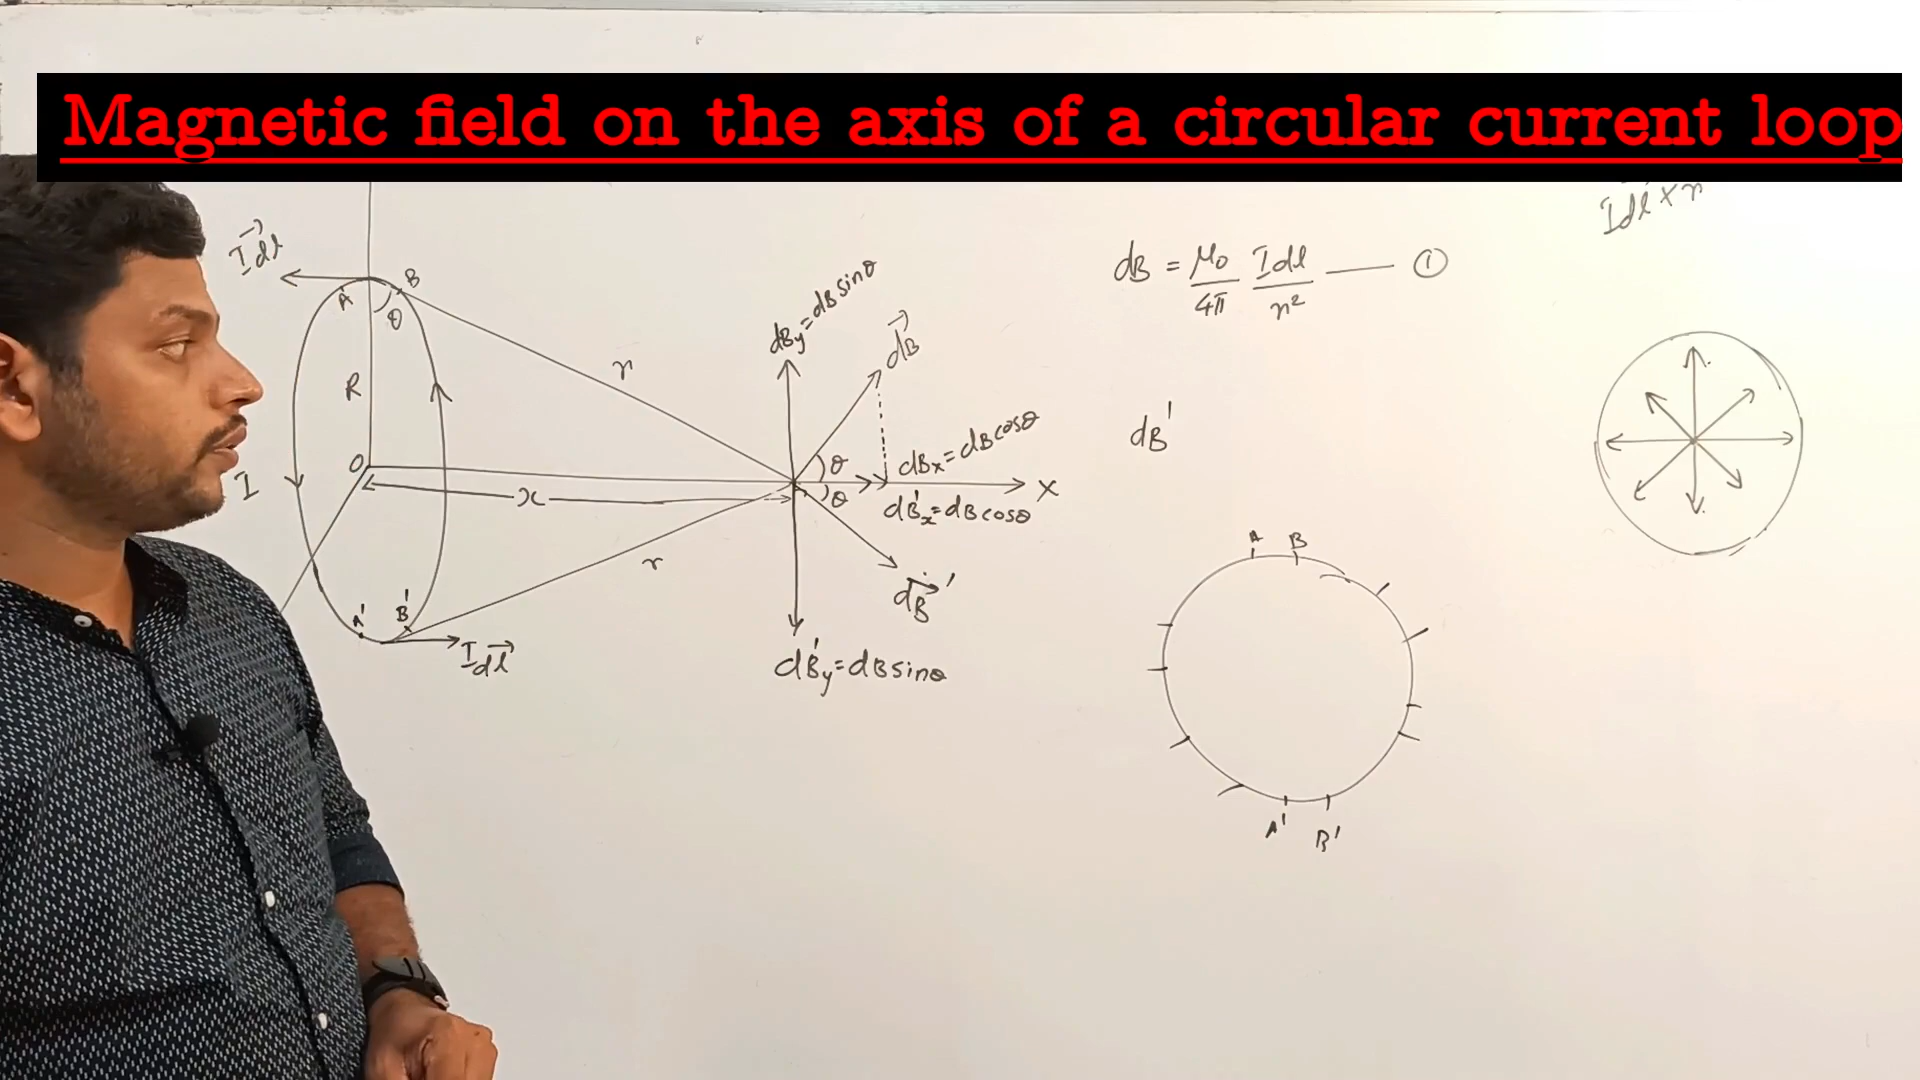 Magnetic field on the axis of a circular current loop
Idl × r
Idl
A
B
θ
R
O
I
x
r
r
A'
B'
Idl
dBy = dB sinθ
dB
θ
θ
dBx = dB cosθ
dB'x = dB cosθ
X
dB'
dB'y = dB sinθ
dB = μ0/4π Idl/r² —— ①
dB'
A B
A' B'